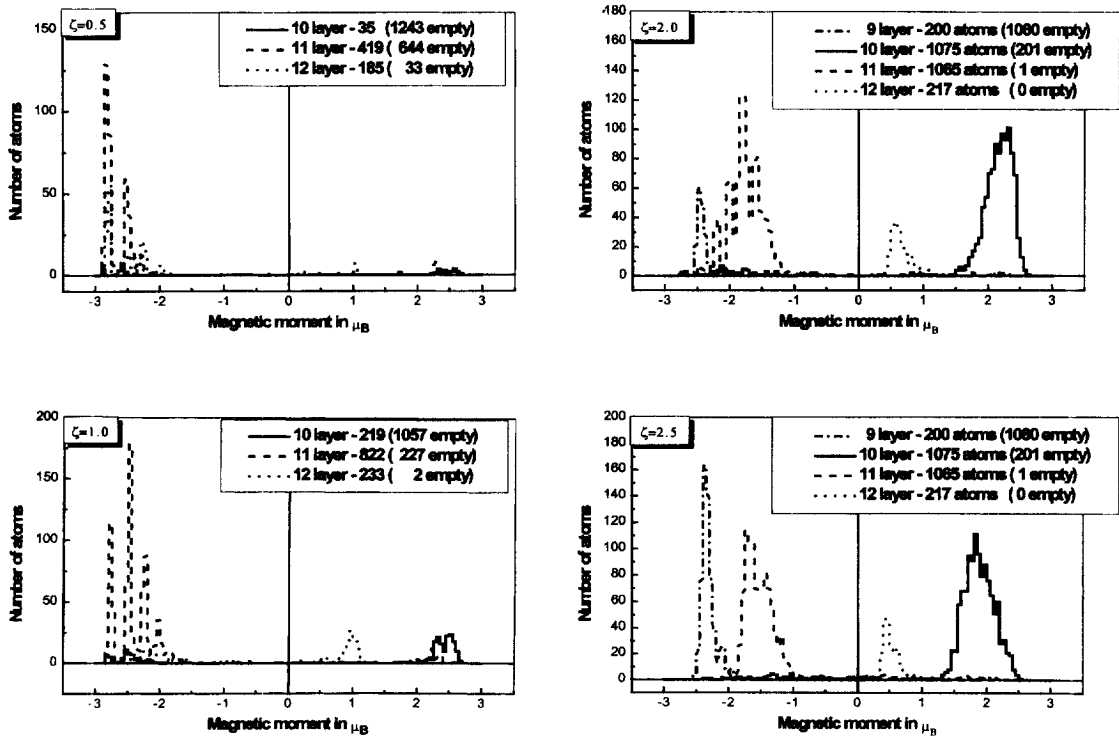 ζ=0.5
10 layer - 35 (1243 empty)
11 layer - 419 ( 644 empty)
12 layer - 185 ( 33 empty)
150
100
50
0
Number of atoms
-3 -2 -1 0 1 2 3
Magnetic moment in μB
ζ=2.0
9 layer - 200 atoms (1080 empty)
10 layer - 1075 atoms (201 empty)
11 layer - 1065 atoms ( 1 empty)
12 layer - 217 atoms ( 0 empty)
200
180
160
140
120
100
80
60
40
20
0
Number of atoms
-3 -2 -1 0 1 2 3
Magnetic moment in μB
ζ=1.0
10 layer - 219 (1057 empty)
11 layer - 822 ( 227 empty)
12 layer - 233 ( 2 empty)
200
150
100
50
0
Number of atoms
-3 -2 -1 0 1 2 3
Magnetic moment in μB
ζ=2.5
9 layer - 200 atoms (1080 empty)
10 layer - 1075 atoms (201 empty)
11 layer - 1065 atoms ( 1 empty)
12 layer - 217 atoms ( 0 empty)
200
180
160
140
120
100
80
60
40
20
0
Number of atoms
-3 -2 -1 0 1 2 3
Magnetic moment in μB